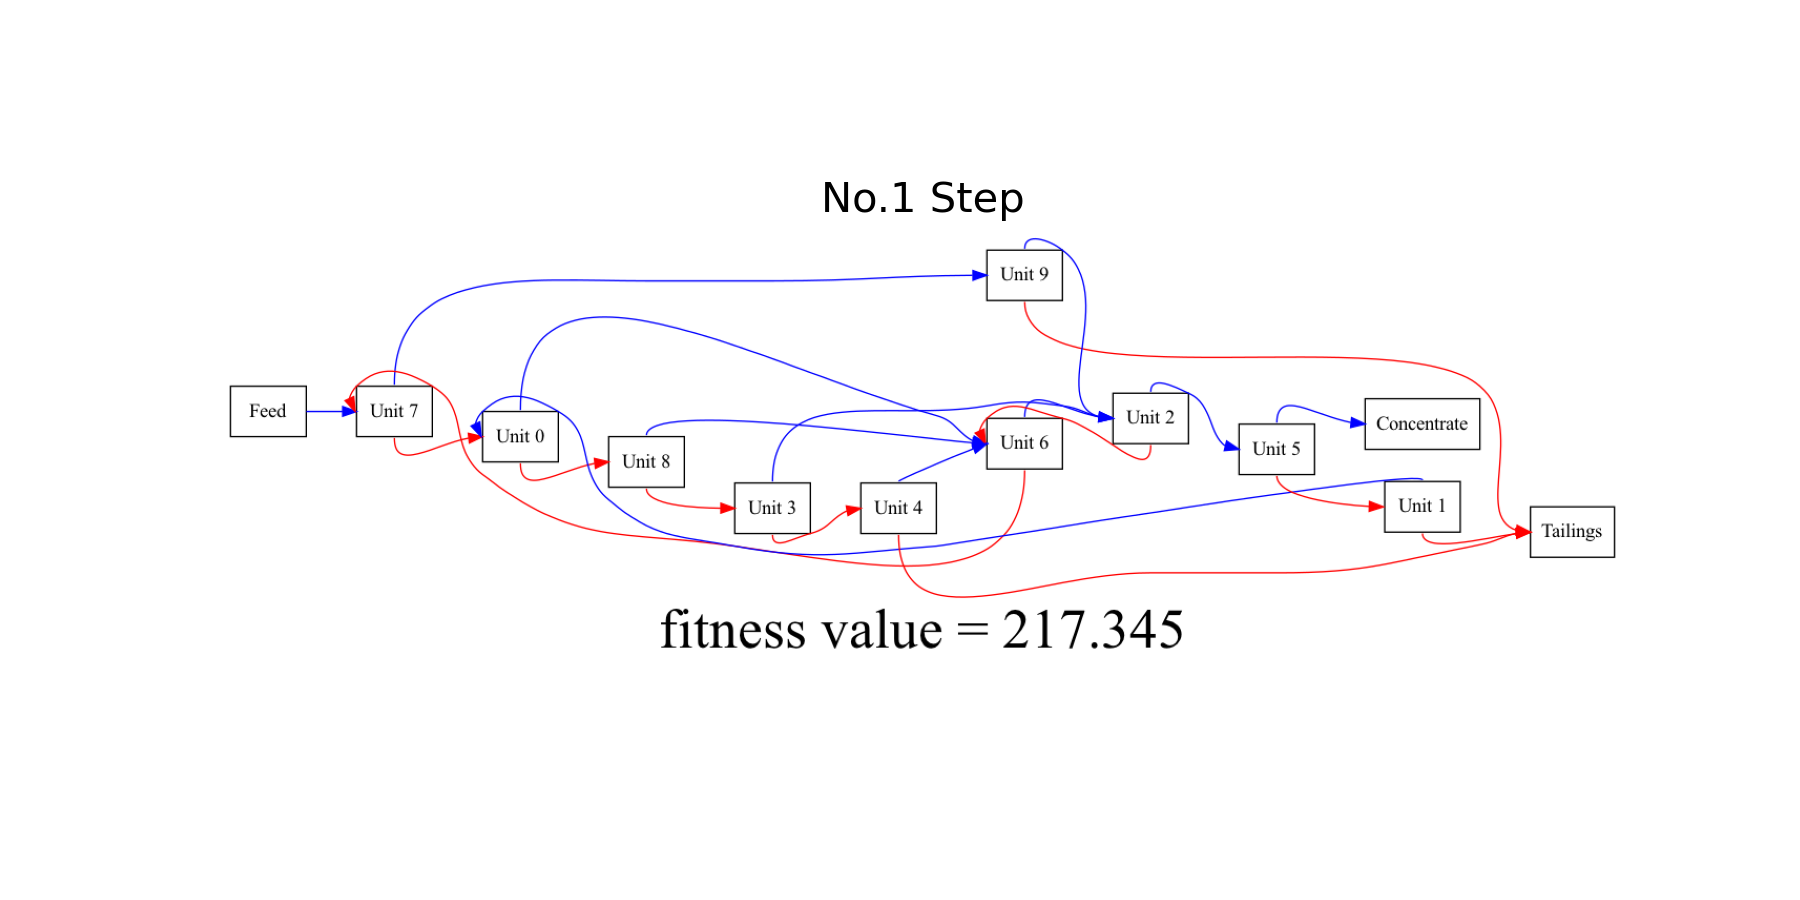 No.1 Step
Unit 9
Feed
Unit 7
Unit 0
Unit 8
Unit 3
Unit 4
Unit 6
Unit 2
Unit 5
Concentrate
Unit 1
Tailings
fitness value = 217.345